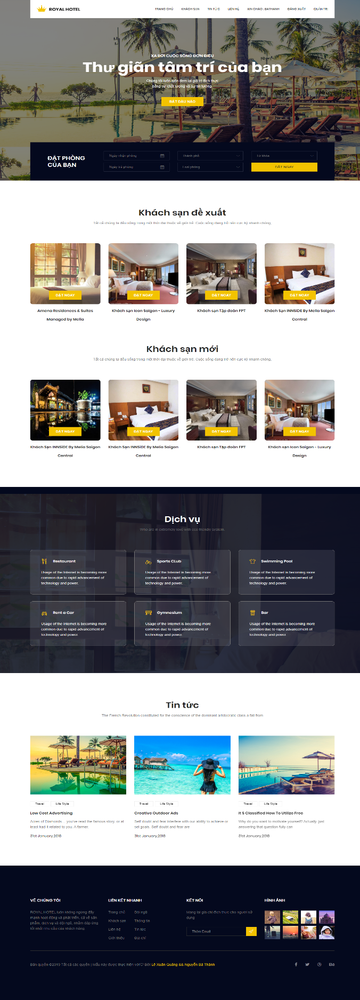 ROYAL HOTEL
TRANG CHỦ KHÁCH SẠN TIN TỨC LIÊN HỆ XIN CHÀO : BATHANH ĐĂNG XUẤT QUẢN TRỊ
XA RỜI CUỘC SỐNG ĐƠN ĐIỆU
Thư giãn tâm trí của bạn
Chúng tôi luôn luôn đem lại giá trị đích thực
bằng sự chất lượng và sự tin tưởng.
BẮT ĐẦU NÀO
ĐẶT PHÒNG
CỦA BẠN
Ngày nhận phòng Thành phố Từ khóa
Ngày trả phòng Loại phòng ĐẶT NGAY
Khách sạn đề xuất
Tất cả chúng ta đều sống trong một thời đại thuộc về giới trẻ. Cuộc sống đang trở nên cực kỳ nhanh chóng,
ĐẶT NGAY ĐẶT NGAY ĐẶT NGAY ĐẶT NGAY
Amena Residences & Suites Khách sạn Icon Saigon - Luxury Khách sạn Tập đoàn FPT Khách Sạn INNSiDE By Melia Saigon
Managed by Melia Design Central
Khách sạn mới
Tất cả chúng ta đều sống trong một thời đại thuộc về giới trẻ. Cuộc sống đang trở nên cực kỳ nhanh chóng,
ĐẶT NGAY ĐẶT NGAY ĐẶT NGAY ĐẶT NGAY
Khách Sạn INNSiDE By Melia Saigon Khách Sạn INNSiDE By Melia Saigon Khách sạn Tập đoàn FPT Khách sạn Icon Saigon - Luxury
Central Central Design
Dịch vụ
Who are in extremely love with eco friendly system.
Restaurant Sports CLub Swimming Pool
Usage of the Internet is becoming more Usage of the Internet is becoming more Usage of the Internet is becoming more
common due to rapid advancement of common due to rapid advancement of common due to rapid advancement of
technology and power. technology and power. technology and power.
Rent a Car Gymnesium Bar
Usage of the Internet is becoming more Usage of the Internet is becoming more Usage of the Internet is becoming more
common due to rapid advancement of common due to rapid advancement of common due to rapid advancement of
technology and power. technology and power. technology and power.
Tin tức
The French Revolution constituted for the conscience of the dominant aristocratic class a fall from
Travel Life Style Travel Life Style Travel Life Style
Low Cost Advertising Creative Outdoor Ads It S Classified How To Utilize Free
Acres of Diamonds... you've read the famous story, or at Self doubt and fear interfere with our ability to achieve or Why do you want to motivate yourself? Actually, just
least had it related to you. A farmer. set goals. Self doubt and fear are answering that question fully can
31st January,2018 31st January,2018 31st January,2018
VỀ CHÚNG TÔI LIÊN KẾT NHANH KẾT NỐI HÌNH ẢNH
ROYAL HOTEL luôn không ngừng đẩy Trang chủ Đội ngũ Mang lại giá chỉ đích thực cho người sử
mạnh hoạt động và phát triển, cả về sản Khách sạn Thông tin dụng
phẩm, dịch vụ và đội ngũ, nhằm đáp ứng Liên hệ Tin tức Thêm Email
tốt nhất nhu cầu của khách hàng. Giới thiệu Địa chỉ
Bản quyền ©2019 Tất cả các quyền | Mẫu này được thực hiện với Bởi Lê Xuân Quảng && Nguyễn Bá Thành